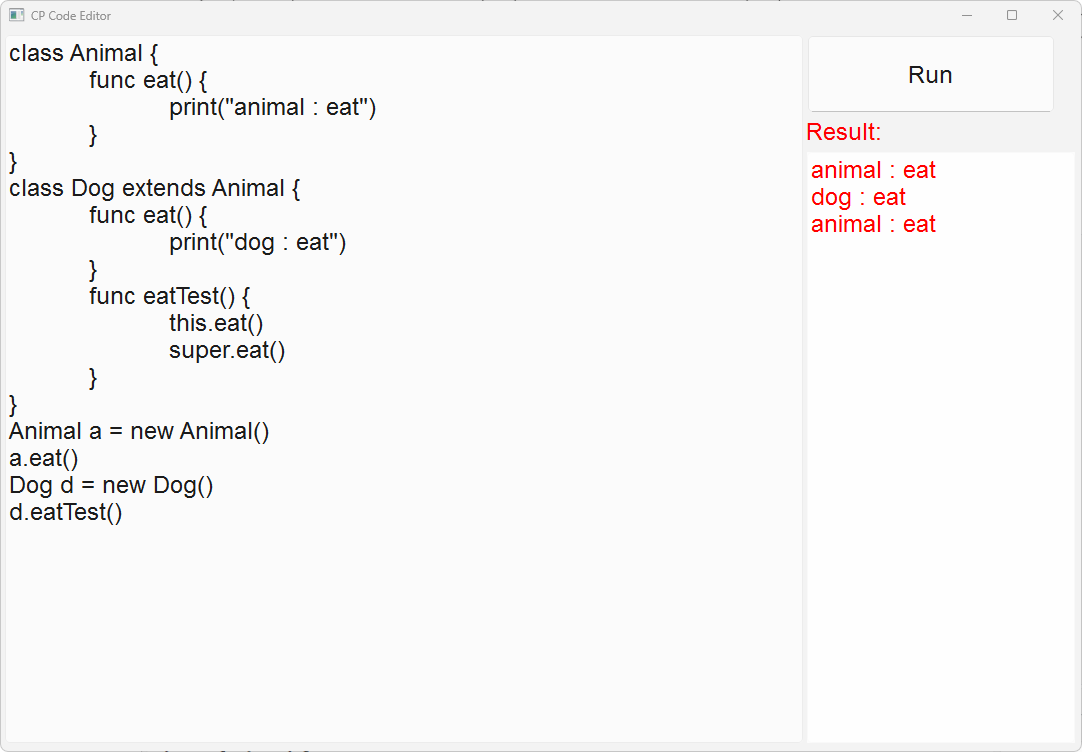 CP Code Editor
class Animal {
func eat() {
print("animal : eat")
}
}
class Dog extends Animal {
func eat() {
print("dog : eat")
}
func eatTest() {
this.eat()
super.eat()
}
}
Animal a = new Animal()
a.eat()
Dog d = new Dog()
d.eatTest()
Run
Result:
animal : eat
dog : eat
animal : eat